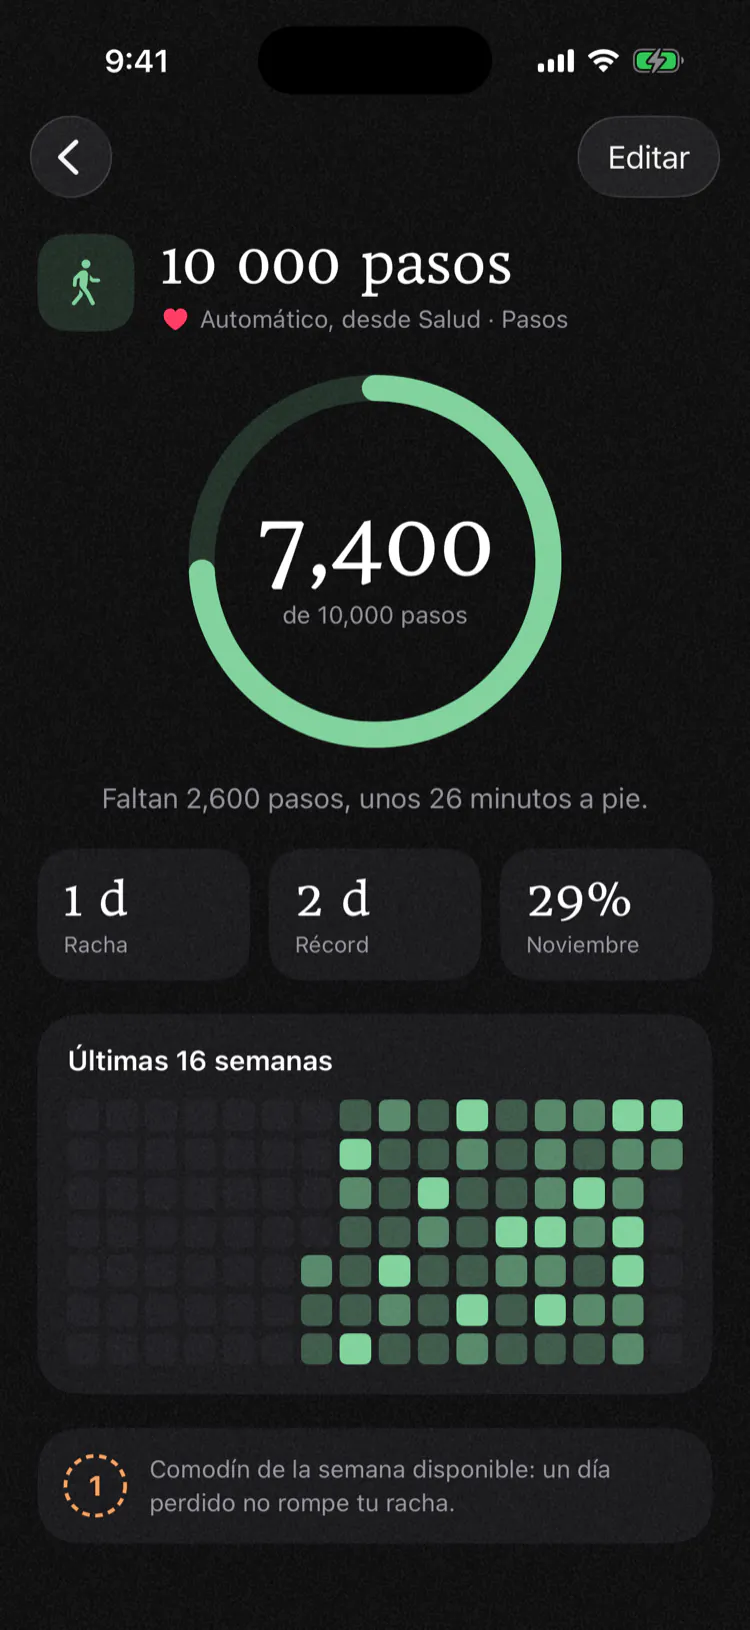 9:41
Editar
10 000 pasos
Automático, desde Salud · Pasos
7,400
de 10,000 pasos
Faltan 2,600 pasos, unos 26 minutos a pie.
1 d
Racha
2 d
Récord
29%
Noviembre
Últimas 16 semanas
1
Comodín de la semana disponible: un día
perdido no rompe tu racha.